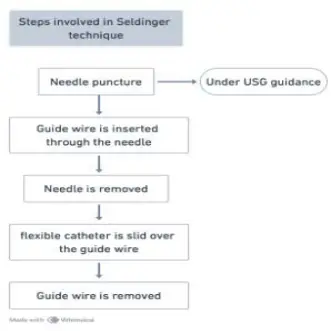 Steps involved in Seldinger
technique
Needle puncture
Under USG guidance
Guide wire is inserted
through the needle
Needle is removed
flexible catheter is slid over
the guide wire
Guide wire is removed
Made with Whimsical